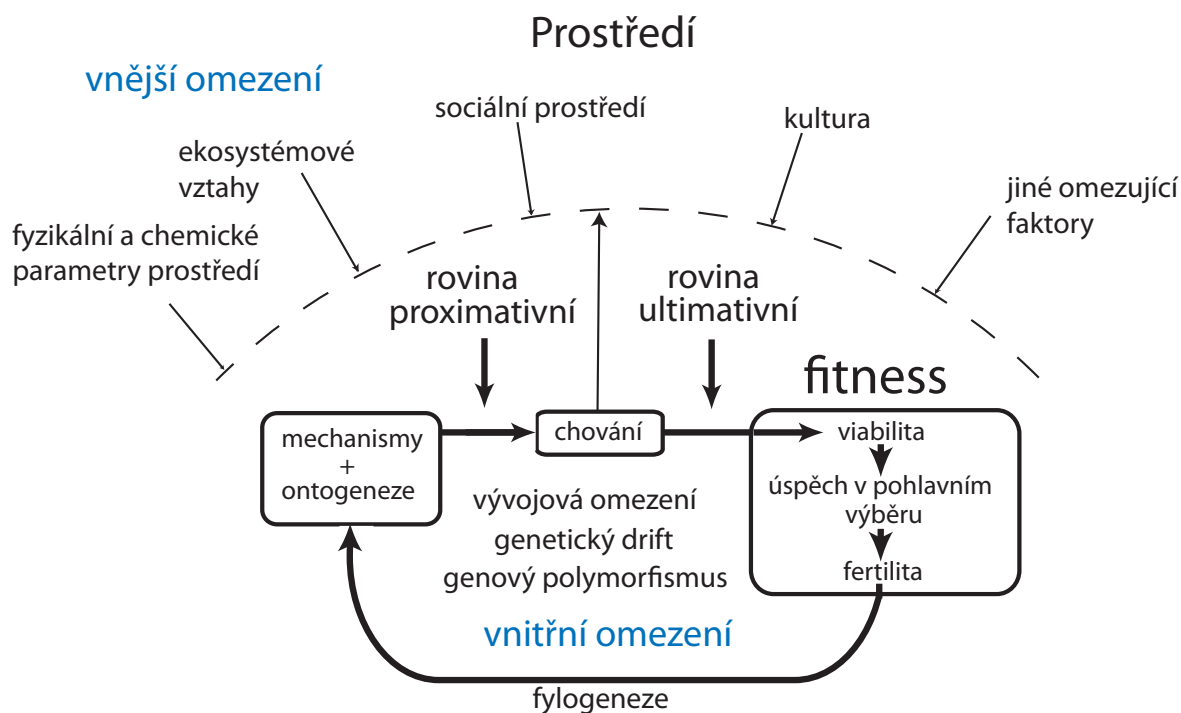 Prostředí
vnější omezení
sociální prostředí
kultura
ekosystémové
vztahy
jiné omezující
faktory
fyzikální a chemické
parametry prostředí
rovina
proximativní
rovina
ultimativní
fitness
mechanismy
+
ontogeneze
chování
viabilita
úspěch v pohlavním
výběru
fertilita
vývojová omezení
genetický drift
genový polymorfismus
vnitřní omezení
fylogeneze